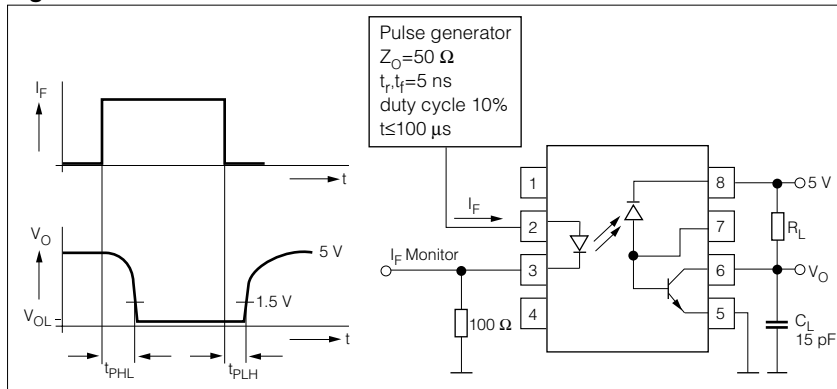 Pulse generator
Z_O=50 Ω
t_r,t_f=5 ns
duty cycle 10%
t≤100 μs
I_F
t
V_O
5 V
1.5 V
V_OL
t
t_PHL
t_PLH
I_F
I_F Monitor
100 Ω
1
2
3
4
8
7
6
5
5 V
R_L
V_O
C_L
15 pF